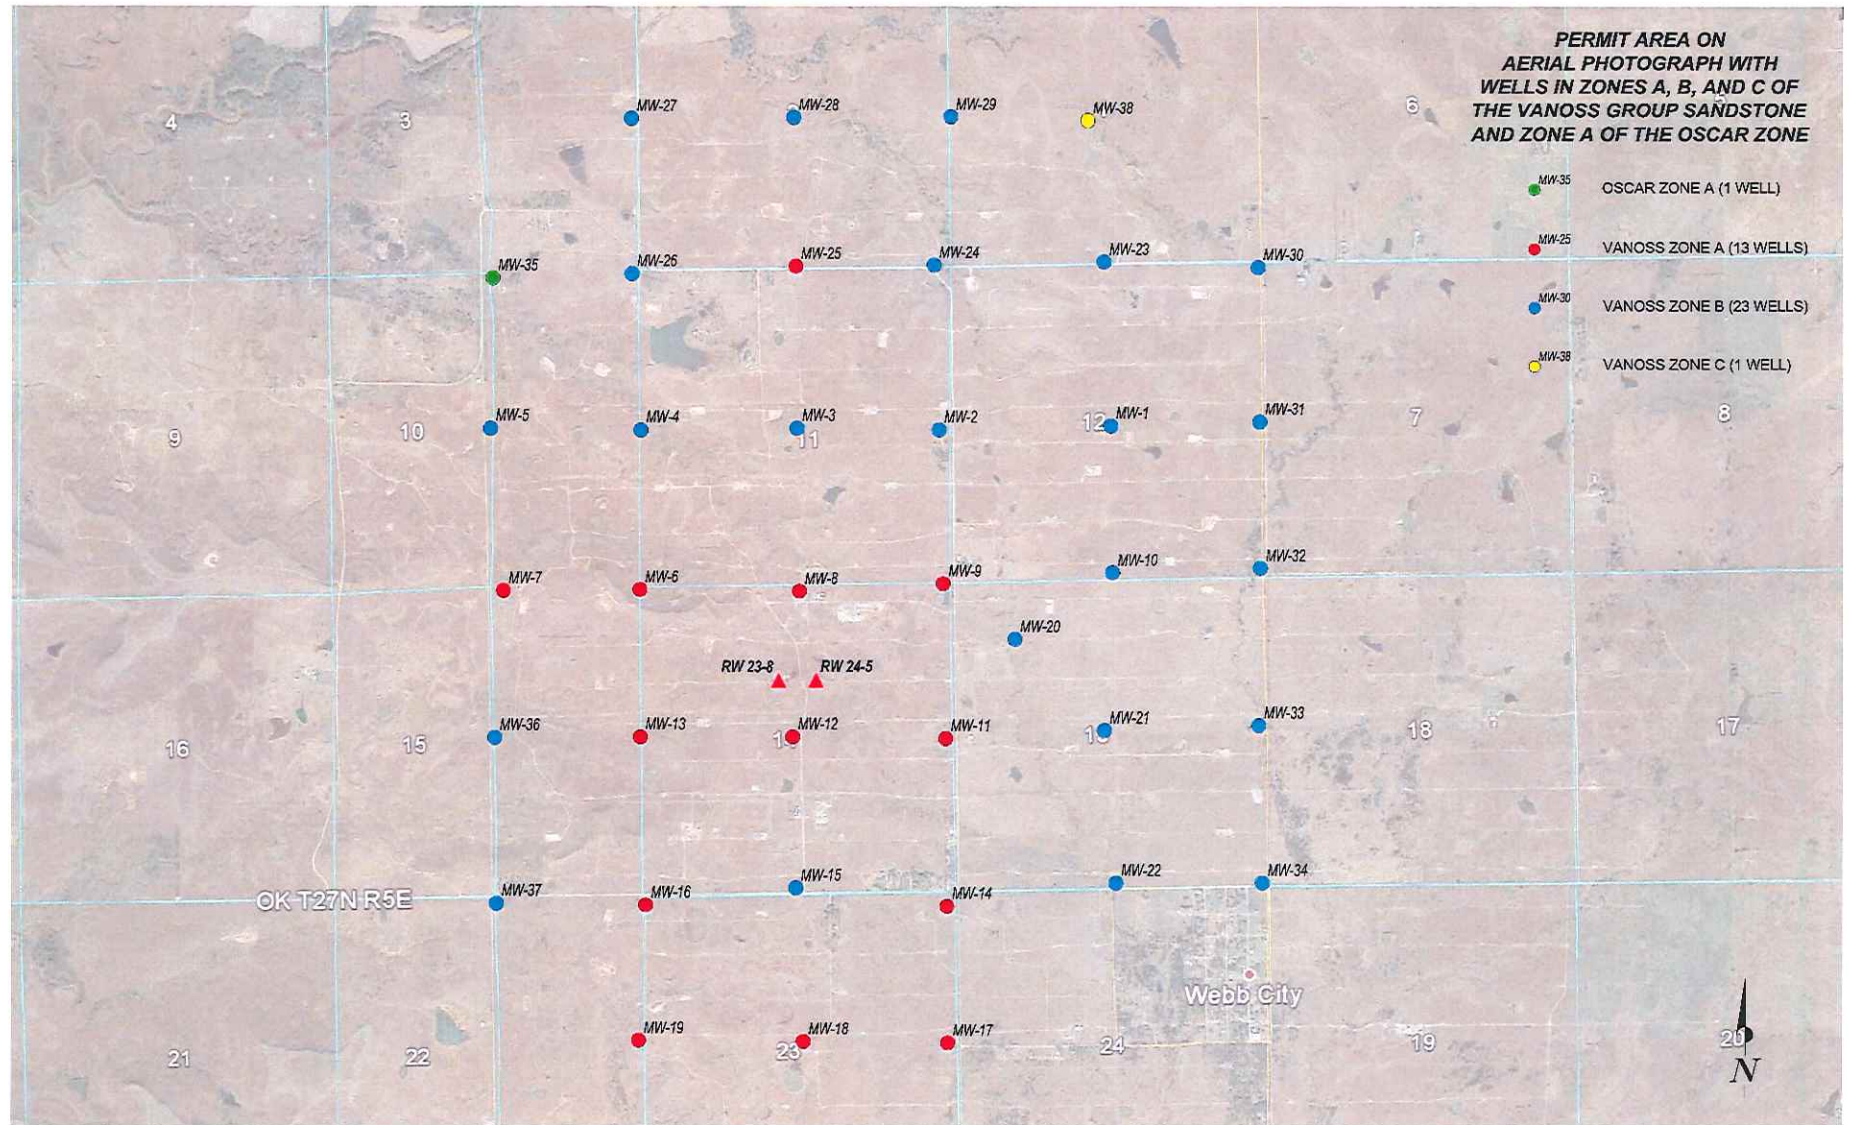 PERMIT AREA ON
AERIAL PHOTOGRAPH WITH
WELLS IN ZONES A, B, AND C OF
THE VANOSS GROUP SANDSTONE
AND ZONE A OF THE OSCAR ZONE
MW-35 OSCAR ZONE A (1 WELL)
MW-25 VANOSS ZONE A (13 WELLS)
MW-30 VANOSS ZONE B (23 WELLS)
MW-38 VANOSS ZONE C (1 WELL)
4 3 MW-27 MW-28 MW-29 MW-38 6
MW-35 MW-26 MW-25 MW-24 MW-23 MW-30
9 10 MW-5 MW-4 MW-3 11 MW-2 12 MW-1 MW-31 7 8
MW-7 MW-6 MW-8 MW-9 MW-10 MW-32
MW-20
RW 23-8 RW 24-5
16 15 MW-36 MW-13 MW-12 MW-11 MW-21 MW-33 18 17
OK T27N R5E MW-37 MW-16 MW-15 MW-14 MW-22 MW-34
Webb City
21 22 MW-19 23 MW-18 MW-17 24 19 20
N